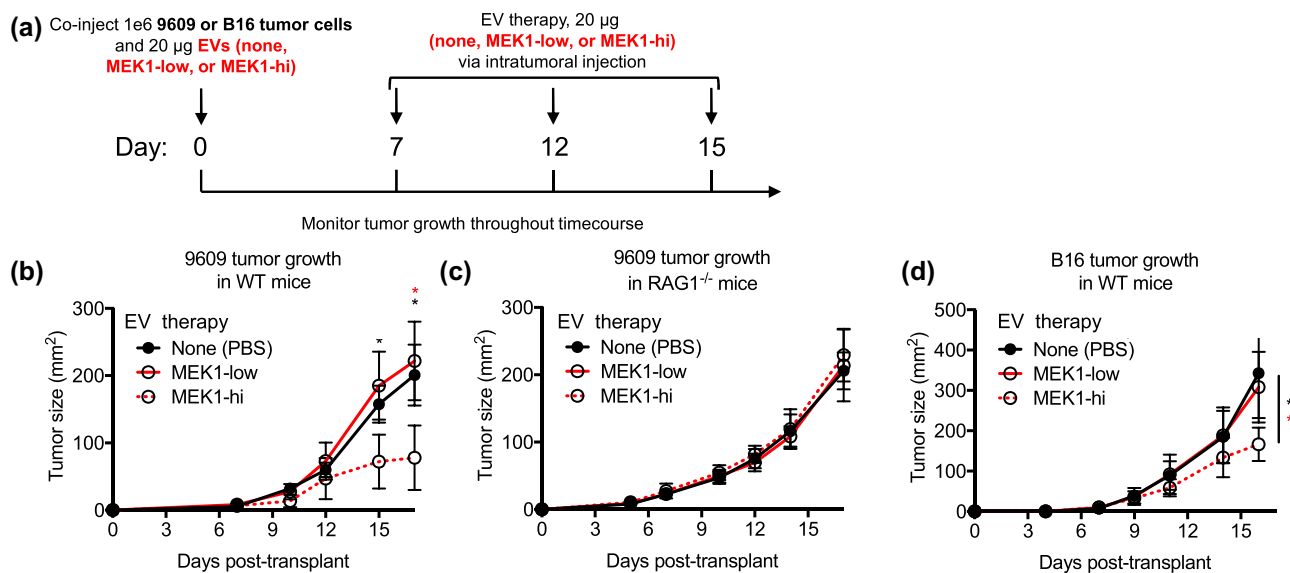 (a)
Co-inject 1e6 9609 or B16 tumor cells
and 20 µg EVs (none,
MEK1-low, or MEK1-hi)
EV therapy, 20 µg
(none, MEK1-low, or MEK1-hi)
via intratumoral injection
Day: 0 7 12 15
Monitor tumor growth throughout timecourse
(b)
9609 tumor growth
in WT mice
Tumor size (mm²)
300
200
100
0
EV therapy
None (PBS)
MEK1-low
MEK1-hi
*
*
*
0 3 6 9 12 15
Days post-transplant
(c)
9609 tumor growth
in RAG1⁻/⁻ mice
Tumor size (mm²)
300
200
100
0
EV therapy
None (PBS)
MEK1-low
MEK1-hi
0 3 6 9 12 15
Days post-transplant
(d)
B16 tumor growth
in WT mice
Tumor size (mm²)
500
400
300
200
100
0
EV therapy
None (PBS)
MEK1-low
MEK1-hi
*
*
0 3 6 9 12 15
Days post-transplant